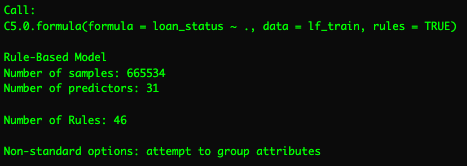 Call:
C5.0.formula(formula = loan_status ~ ., data = lf_train, rules = TRUE)
Rule-Based Model
Number of samples: 665534
Number of predictors: 31
Number of Rules: 46
Non-standard options: attempt to group attributes